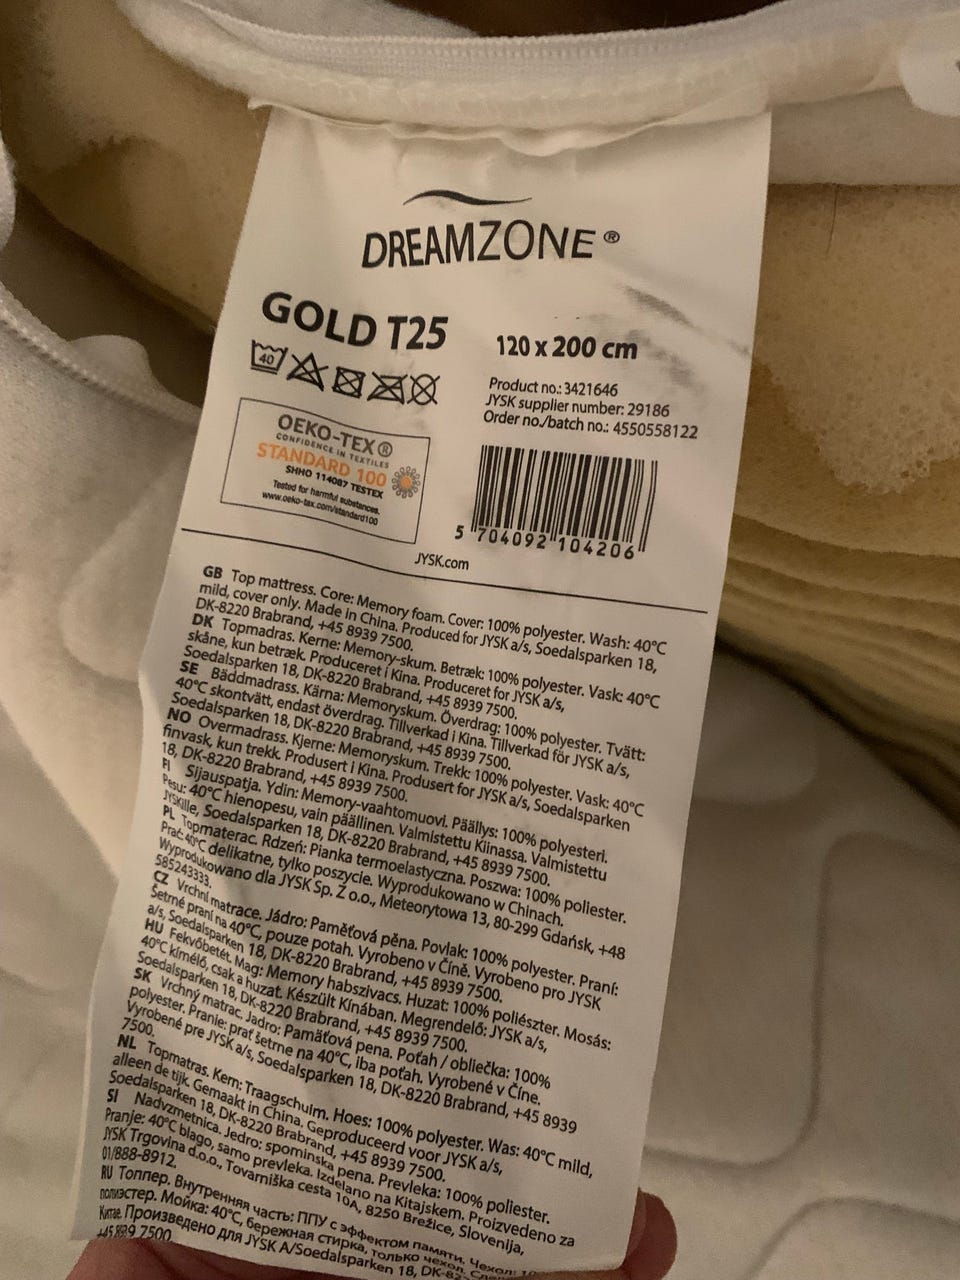 DREAMZONE®
GOLD T25
120 x 200 cm
40
Product no.: 3421646
JYSK supplier number: 29186
Order no./batch no.: 4550558122
OEKO-TEX®
CONFIDENCE IN TEXTILES
STANDARD 100
SHHO 114087 TESTEX
Tested for harmful substances.
www.oeko-tex.com/standard100
5 704092 104206
JYSK.com
GB Top mattress. Core: Memory foam. Cover: 100% polyester. Wash: 40°C
mild, cover only. Made in China. Produced for JYSK a/s, Soedalsparken 18,
DK-8220 Brabrand, +45 8939 7500.
DK Topmadras. Kerne: Memory-skum. Betræk: 100% polyester. Vask: 40°C
skåne, kun betræk. Produceret i Kina. Produceret for JYSK a/s,
Soedalsparken 18, DK-8220 Brabrand, +45 8939 7500.
SE Bäddmadrass. Kärna: Memoryskum. Överdrag: 100% polyester. Tvätt:
40°C skontvätt, endast överdrag. Tillverkad i Kina. Tillverkad för JYSK a/s,
Soedalsparken 18, DK-8220 Brabrand, +45 8939 7500.
NO Overmadrass. Kjerne: Memoryskum. Trekk: 100% polyester. Vask: 40°C
finvask, kun trekk. Produsert i Kina. Produsert for JYSK a/s, Soedalsparken
18, DK-8220 Brabrand, +45 8939 7500.
FI Sijauspatja. Ydin: Memory-vaahtomuovi. Päällys: 100% polyesteri.
Pesu: 40°C hienopesu, vain päällinen. Valmistettu Kiinassa. Valmistettu
JYSKille, Soedalsparken 18, DK-8220 Brabrand, +45 8939 7500.
PL Topmaterac. Rdzeń: Pianka termoelastyczna. Poszwa: 100% poliester.
Prać: 40°C delikatne, tylko poszycie. Wyprodukowano w Chinach.
Wyprodukowano dla JYSK Sp. Z o.o., Meteorytowa 13, 80-299 Gdańsk, +48
585243333.
CZ Vrchní matrace. Jádro: Paměťová pěna. Povlak: 100% polyester. Praní:
Šetrné praní na 40°C, pouze potah. Vyrobeno v Číně. Vyrobeno pro JYSK
a/s, Soedalsparken 18, DK-8220 Brabrand, +45 8939 7500.
HU Fekvőbetét. Mag: Memory habszivacs. Huzat: 100% poliészter. Mosás:
40°C kímélő, csak a huzat. Készült Kínában. Megrendelő: JYSK a/s,
Soedalsparken 18, DK-8220 Brabrand, +45 8939 7500.
SK Vrchný matrac. Jadro: Pamäťová pena. Poťah / obliečka: 100%
polyester. Pranie: prať šetrne na 40°C, iba poťah. Vyrobené v Číne.
Vyrobené pre JYSK a/s, Soedalsparken 18, DK-8220 Brabrand, +45 8939
7500.
NL Topmatras. Kern: Traagschuim. Hoes: 100% polyester. Was: 40°C mild,
alleen de tijk. Gemaakt in China. Geproduceerd voor JYSK a/s,
Soedalsparken 18, DK-8220 Brabrand, +45 8939 7500.
SI Nadvzmetnica. Jedro: spominska pena. Prevleka: 100% poliester.
Pranje: 40°C blago, samo prevleka. Izdelano na Kitajskem. Proizvedeno za
JYSK Trgovina d.o.o., Tovarniška cesta 10A, 8250 Brežice, Slovenija,
01/888-8912.
RU Топпер. Внутренняя часть: ППУ с эффектом памяти. Чехол:
полиэстер. Мойка: 40°C, бережная стирка, только чехол.
Китае. Произведено для JYSK A/Soedalsparken 18,
+45 8939 7500